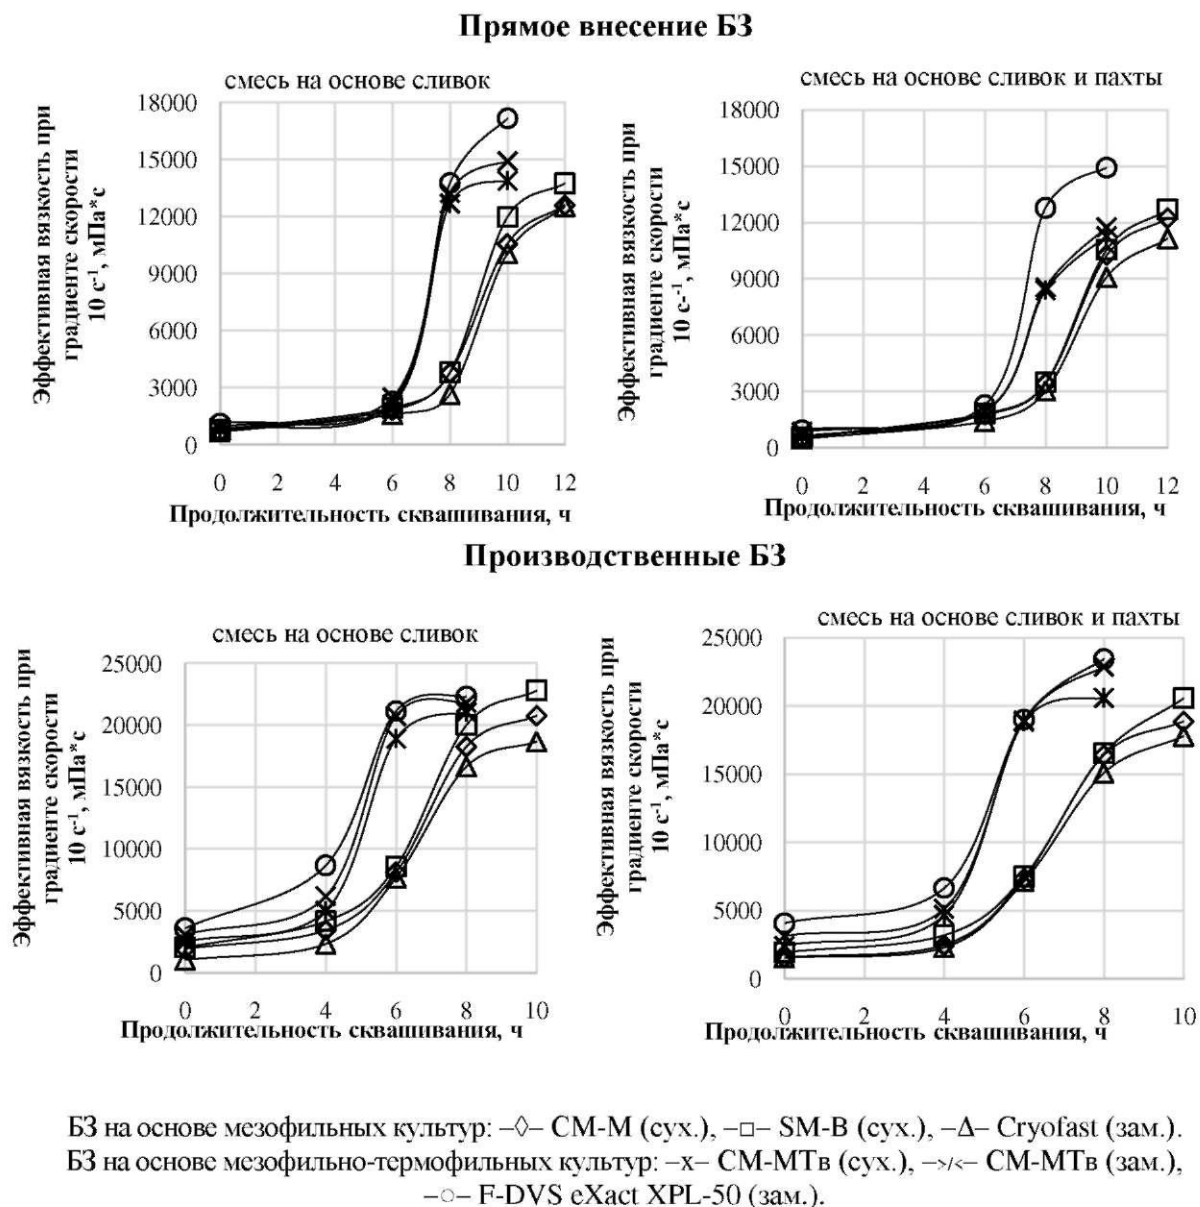 Прямое внесение БЗ
смесь на основе сливок
Эффективная вязкость при
градиенте скорости
10 с⁻¹, мПа*с
18000
15000
12000
9000
6000
3000
0
0 2 4 6 8 10 12
Продолжительность сквашивания, ч
смесь на основе сливок и пахты
Эффективная вязкость при
градиенте скорости
10 с-¹, мПа*с
18000
15000
12000
9000
6000
3000
0
0 2 4 6 8 10 12
Продолжительность сквашивания, ч
Производственные БЗ
смесь на основе сливок
Эффективная вязкость при
градиенте скорости
10 с⁻¹, мПа*с
25000
20000
15000
10000
5000
0
0 2 4 6 8 10
Продолжительность сквашивания, ч
смесь на основе сливок и пахты
Эффективная вязкость при
градиенте скорости
10 с⁻¹, мПа*с
25000
20000
15000
10000
5000
0
0 2 4 6 8 10
Продолжительность сквашивания, ч
БЗ на основе мезофильных культур: –◇– СМ-М (сух.), –□– SM-B (сух.), –Δ– Cryofast (зам.).
БЗ на основе мезофильно-термофильных культур: –x– СМ-МТв (сух.), –>/<– СМ-МТв (зам.),
–○– F-DVS eXact XPL-50 (зам.).